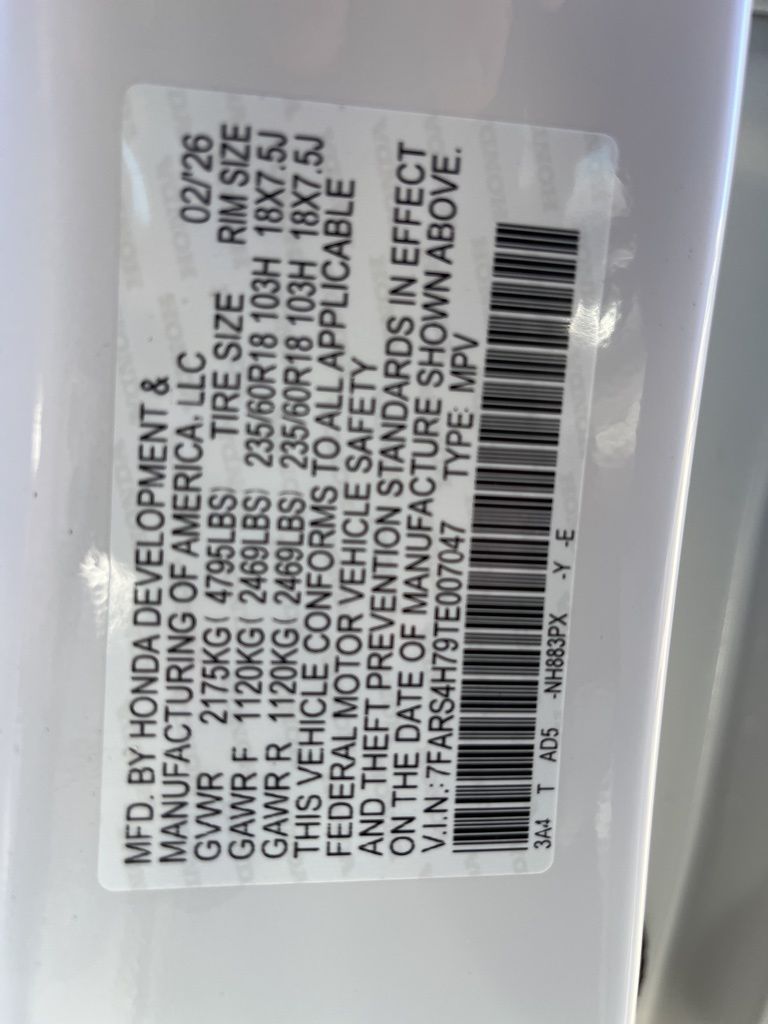 MFD. BY HONDA DEVELOPMENT &
MANUFACTURING OF AMERICA, LLC 02/'26
GVWR 2175KG( 4795LBS) TIRE SIZE RIM SIZE
GAWR F 1120KG( 2469LBS) 235/60R18 103H 18X7.5J
GAWR R 1120KG( 2469LBS) 235/60R18 103H 18X7.5J
THIS VEHICLE CONFORMS TO ALL APPLICABLE
FEDERAL MOTOR VEHICLE SAFETY
AND THEFT PREVENTION STANDARDS IN EFFECT
ON THE DATE OF MANUFACTURE SHOWN ABOVE.
V.I.N.: 7FARS4H79TE007047 TYPE: MPV
3A4 T AD5 -NH883PX -Y -E